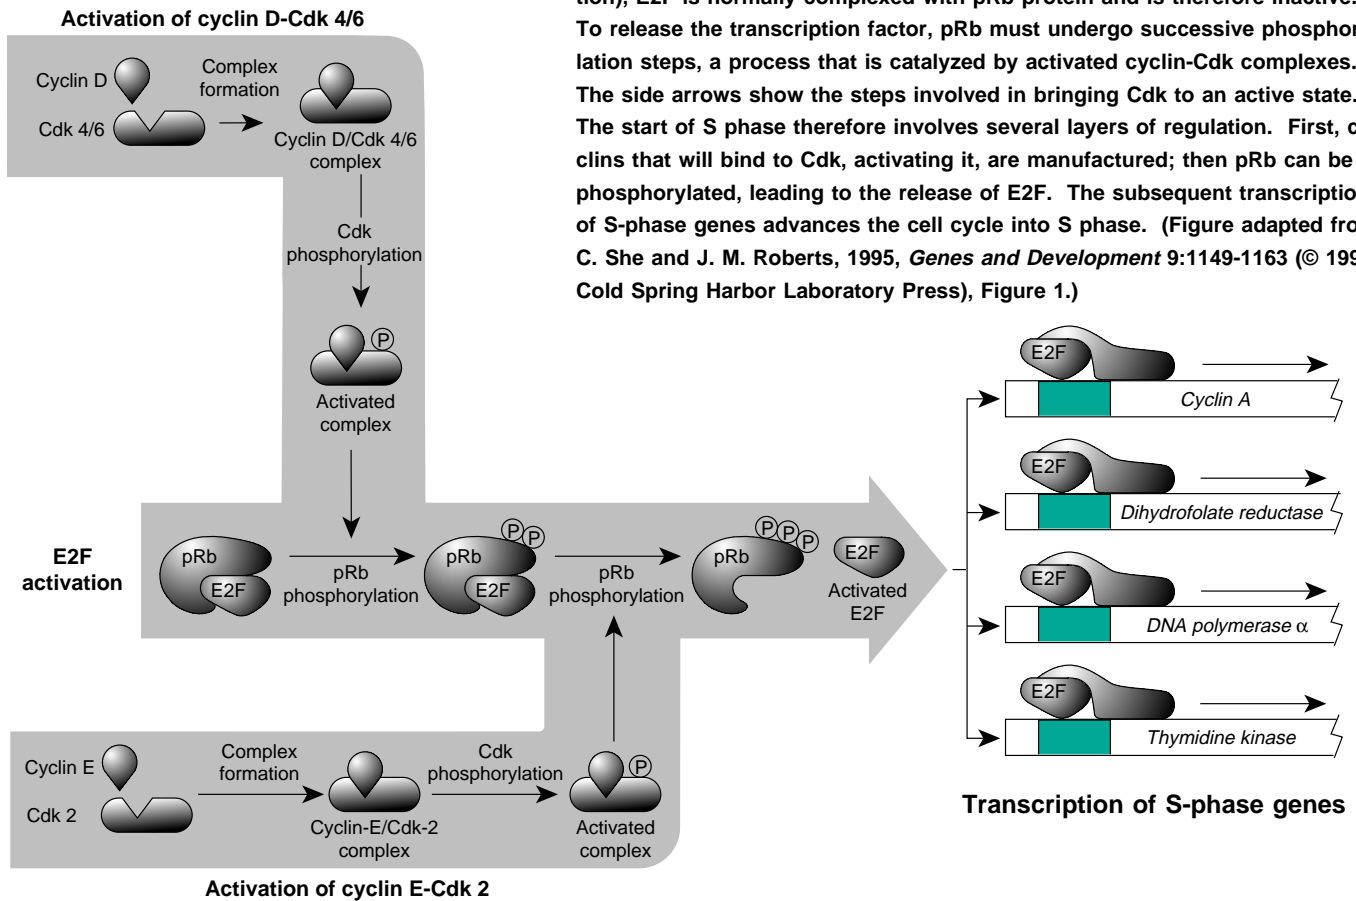 Activation of cyclin D-Cdk 4/6
Cyclin D
Cdk 4/6
Complex
formation
Cyclin D/Cdk 4/6
complex
Cdk
phosphorylation
P
Activated
complex
tion), E2F is normally complexed with pRb protein and is therefore inactive.
To release the transcription factor, pRb must undergo successive phosphor
lation steps, a process that is catalyzed by activated cyclin-Cdk complexes.
The side arrows show the steps involved in bringing Cdk to an active state.
The start of S phase therefore involves several layers of regulation. First, c
clins that will bind to Cdk, activating it, are manufactured; then pRb can be
phosphorylated, leading to the release of E2F. The subsequent transcriptio
of S-phase genes advances the cell cycle into S phase. (Figure adapted fro
C. She and J. M. Roberts, 1995, Genes and Development 9:1149-1163 (© 199
Cold Spring Harbor Laboratory Press), Figure 1.)
E2F
activation
pRb
E2F
pRb
phosphorylation
P P
pRb
E2F
pRb
phosphorylation
P P P
pRb
E2F
Activated
E2F
Cyclin E
Cdk 2
Complex
formation
Cyclin-E/Cdk-2
complex
Cdk
phosphorylation
P
Activated
complex
Activation of cyclin E-Cdk 2
E2F
Cyclin A
E2F
Dihydrofolate reductase
E2F
DNA polymerase α
E2F
Thymidine kinase
Transcription of S-phase genes